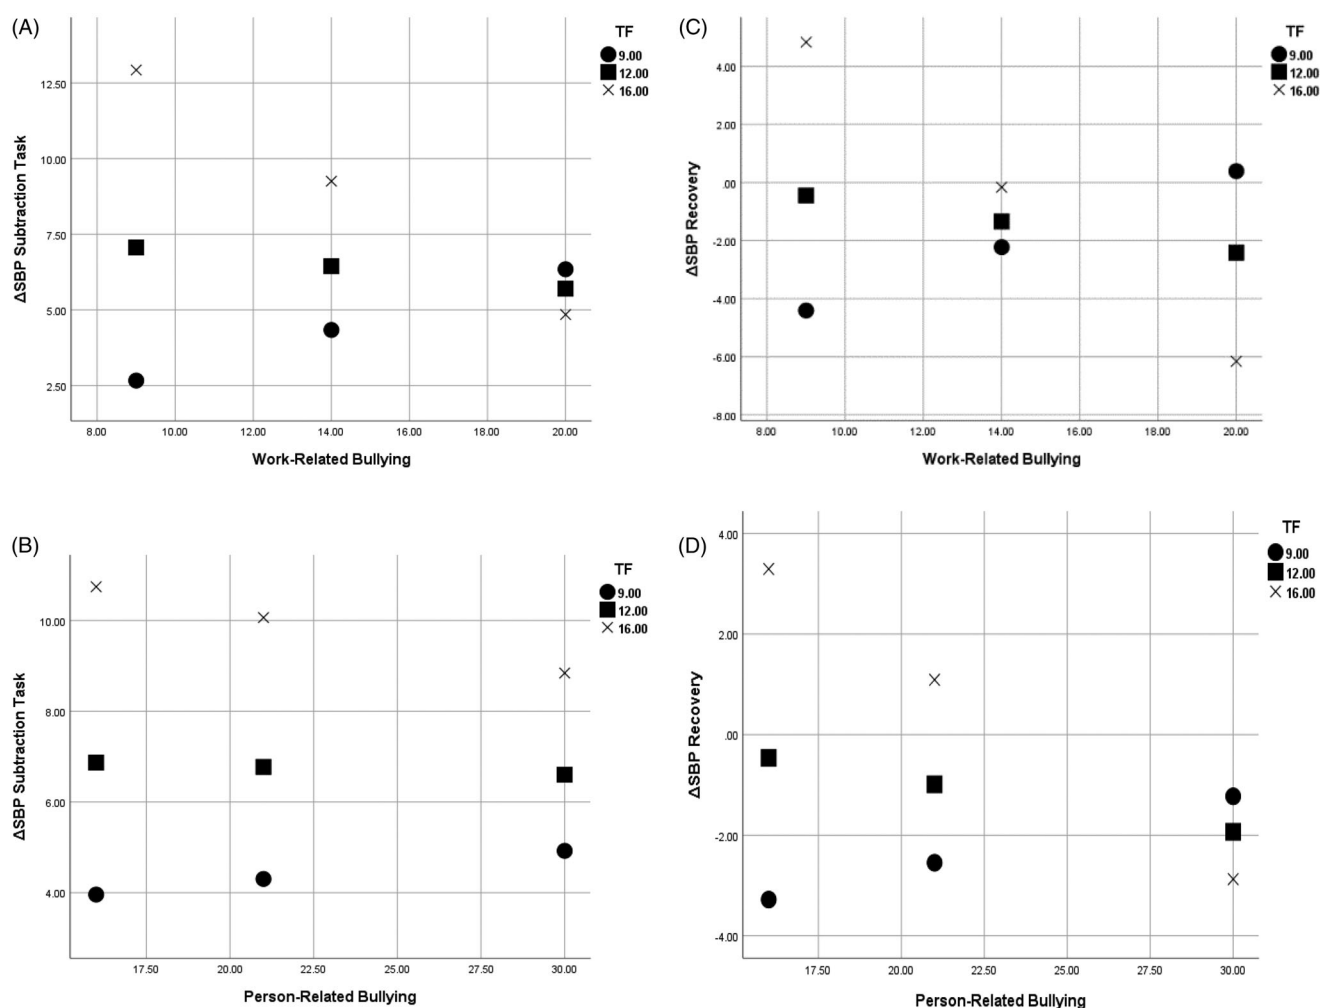 (A)
TF
9.00
12.00
16.00
ΔSBP Subtraction Task
12.50
10.00
7.50
5.00
2.50
8.00 10.00 12.00 14.00 16.00 18.00 20.00
Work-Related Bullying
(C)
TF
9.00
12.00
16.00
ΔSBP Recovery
4.00
2.00
.00
-2.00
-4.00
-6.00
-8.00
8.00 10.00 12.00 14.00 16.00 18.00 20.00
Work-Related Bullying
(B)
TF
9.00
12.00
16.00
ΔSBP Subtraction Task
10.00
8.00
6.00
4.00
17.50 20.00 22.50 25.00 27.50 30.00
Person-Related Bullying
(D)
TF
9.00
12.00
16.00
ΔSBP Recovery
4.00
2.00
.00
-2.00
-4.00
17.50 20.00 22.50 25.00 27.50 30.00
Person-Related Bullying